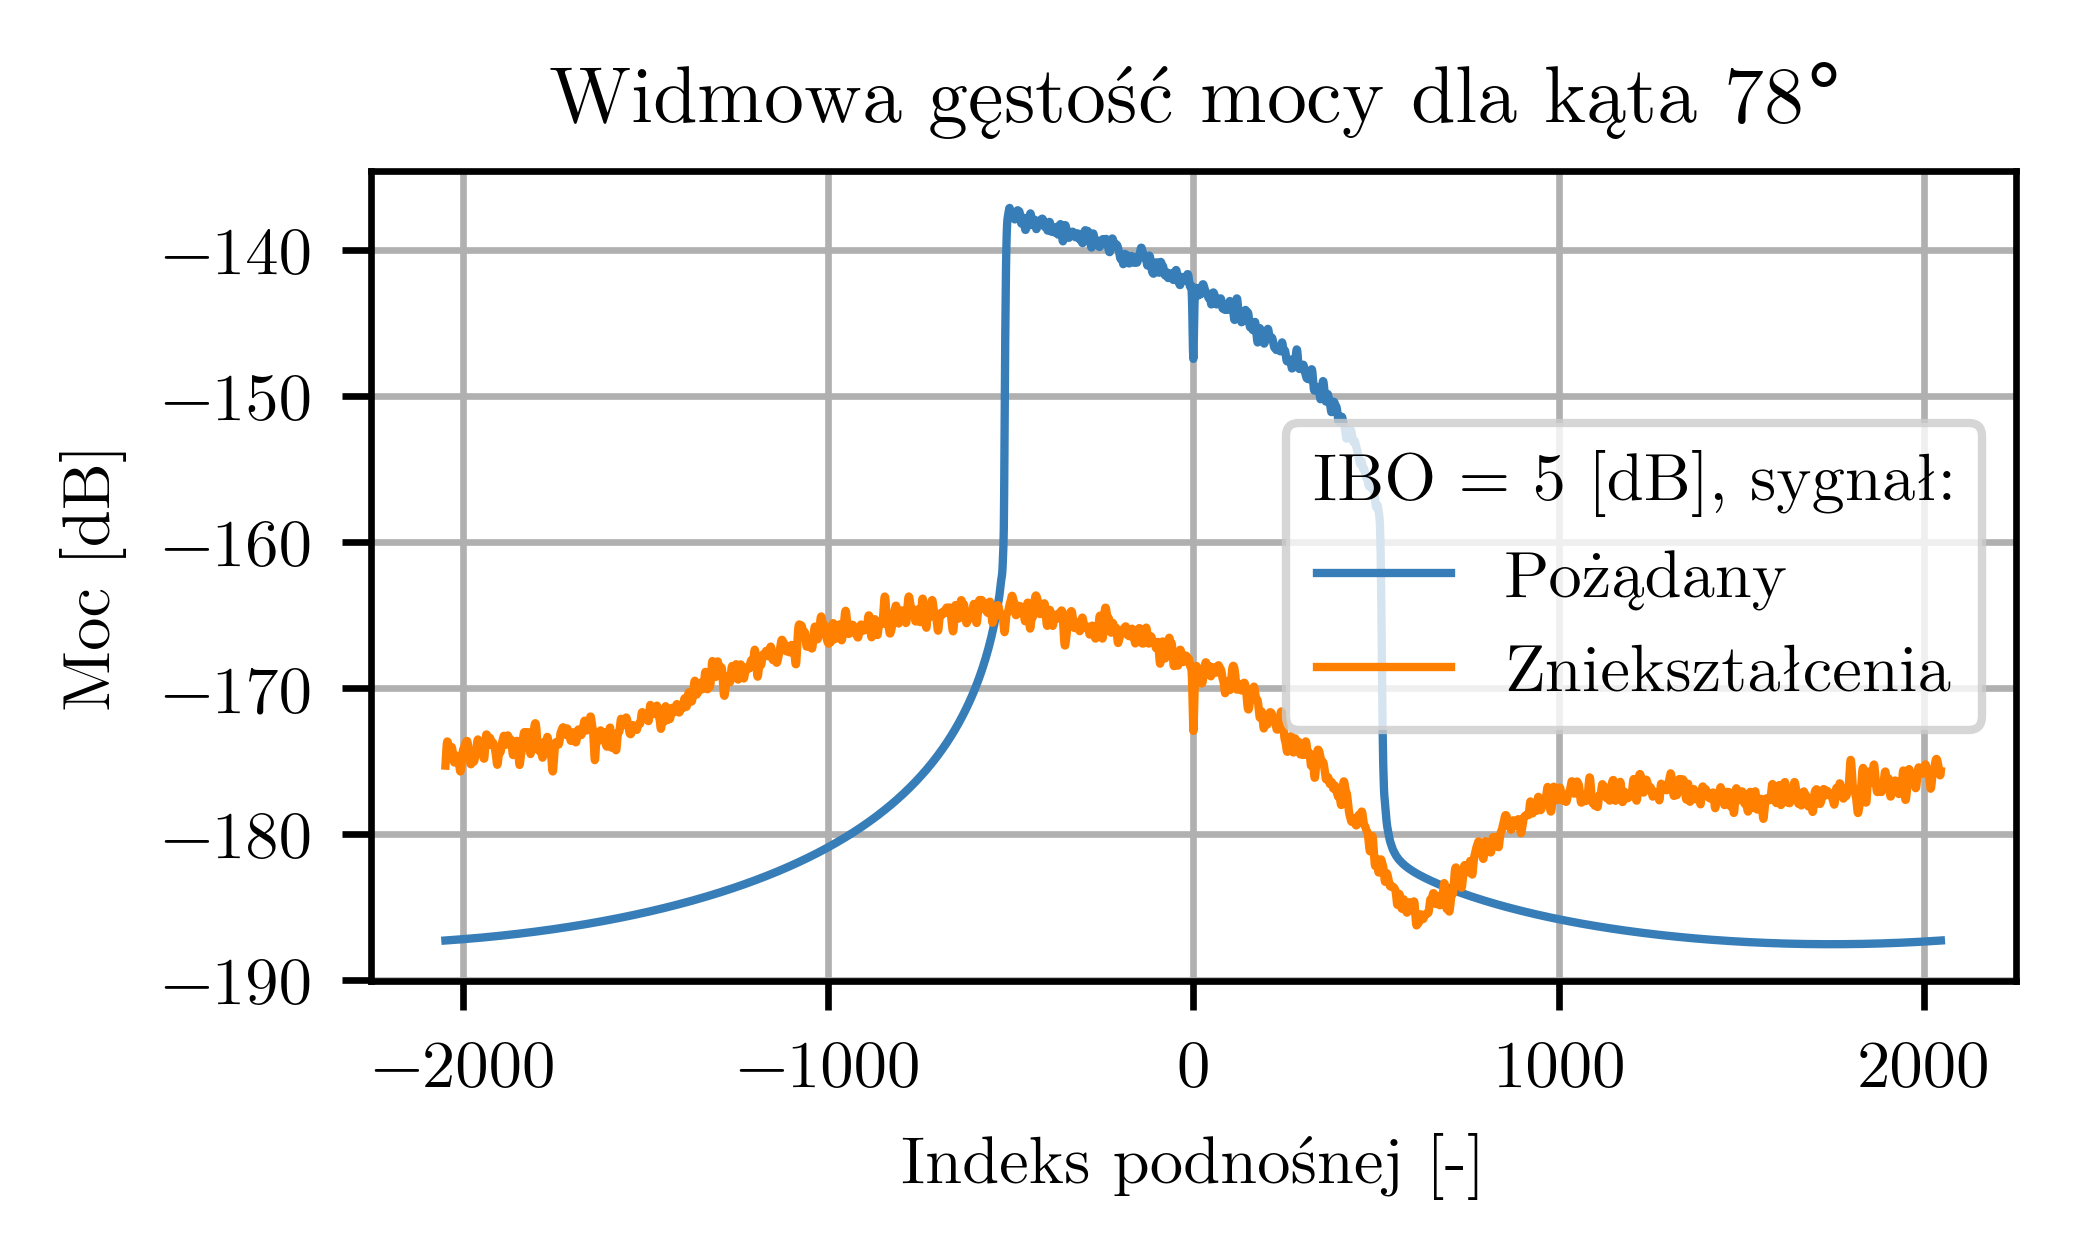 Widmowa gęstość mocy dla kąta 78°
Moc [dB]
−140
−150
−160
−170
−180
−190
IBO = 5 [dB], sygnał:
Pożądany
Zniekształcenia
−2000
−1000
0
1000
2000
Indeks podnośnej [-]